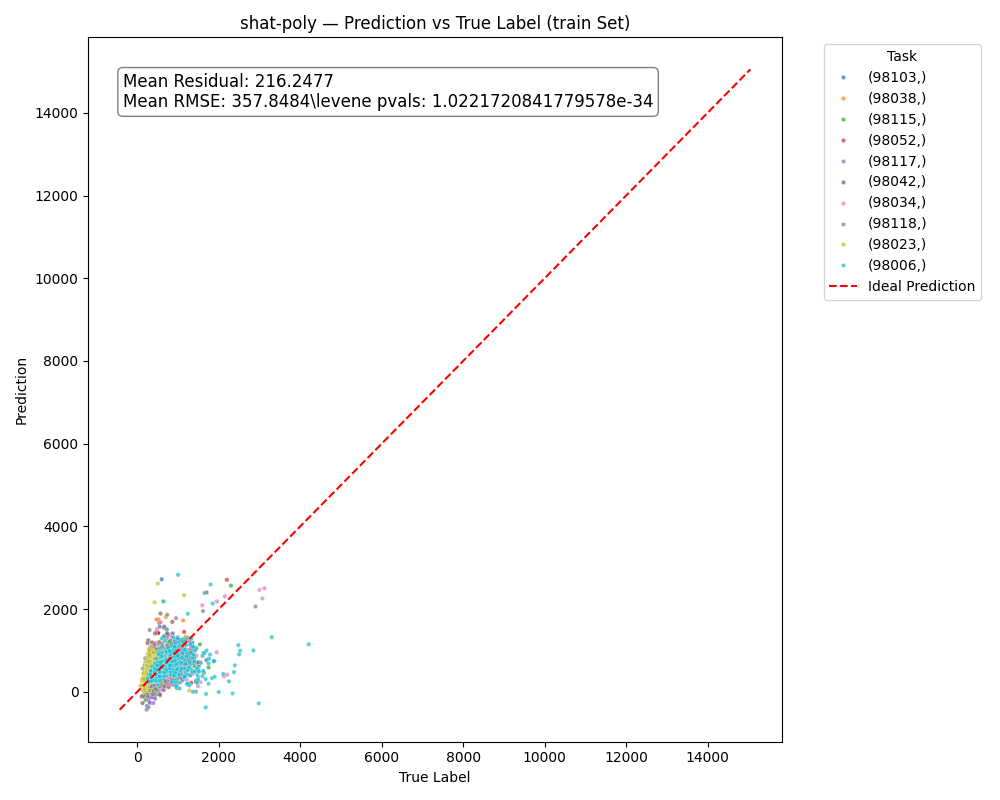 shat-poly — Prediction vs True Label (train Set)
Mean Residual: 216.2477
Mean RMSE: 357.8484\levene pvals: 1.0221720841779578e-34
14000
12000
10000
8000
6000
4000
2000
0
Prediction
0 2000 4000 6000 8000 10000 12000 14000
True Label
Task
(98103,)
(98038,)
(98115,)
(98052,)
(98117,)
(98042,)
(98034,)
(98118,)
(98023,)
(98006,)
Ideal Prediction